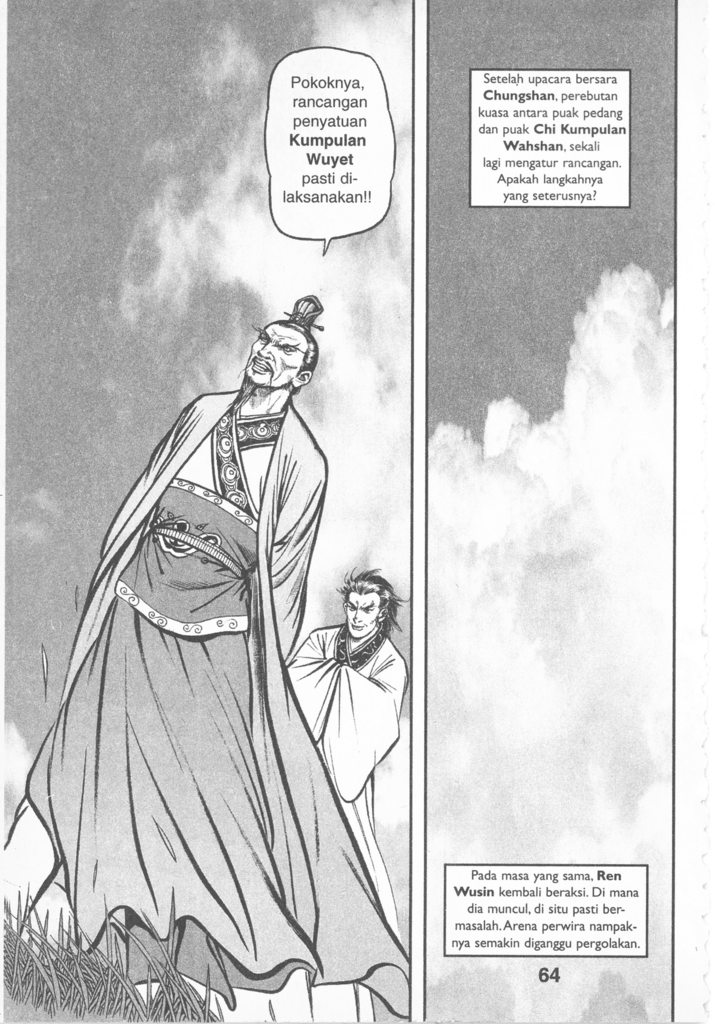 Pokoknya,
rancangan
penyatuan
Kumpulan
Wuyet
pasti di-
laksanakan!!
Setelah upacara bersara
Chungshan, perebutan
kuasa antara puak pedang
dan puak Chi Kumpulan
Wahshan, sekali
lagi mengatur rancangan.
Apakah langkahnya
yang seterusnya?
Pada masa yang sama, Ren
Wusin kembali beraksi. Di mana
dia muncul, di situ pasti ber-
masalah. Arena perwira nampak-
nya semakin diganggu pergolakan.
64